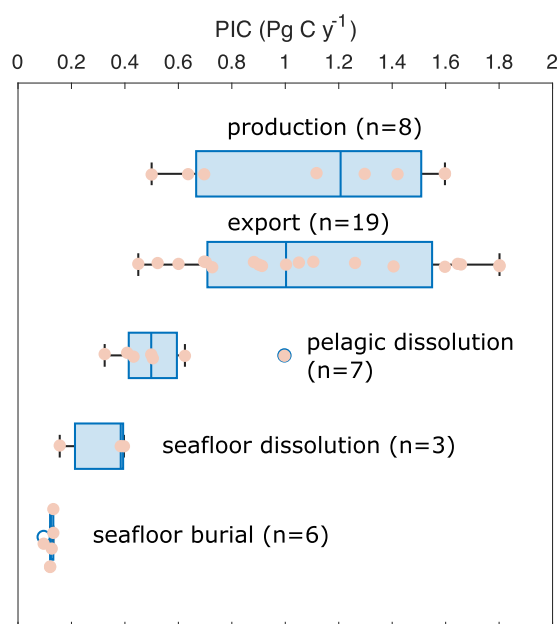 PIC (Pg C y⁻¹)
0 0.2 0.4 0.6 0.8 1 1.2 1.4 1.6 1.8 2
production (n=8)
export (n=19)
pelagic dissolution
(n=7)
seafloor dissolution (n=3)
seafloor burial (n=6)